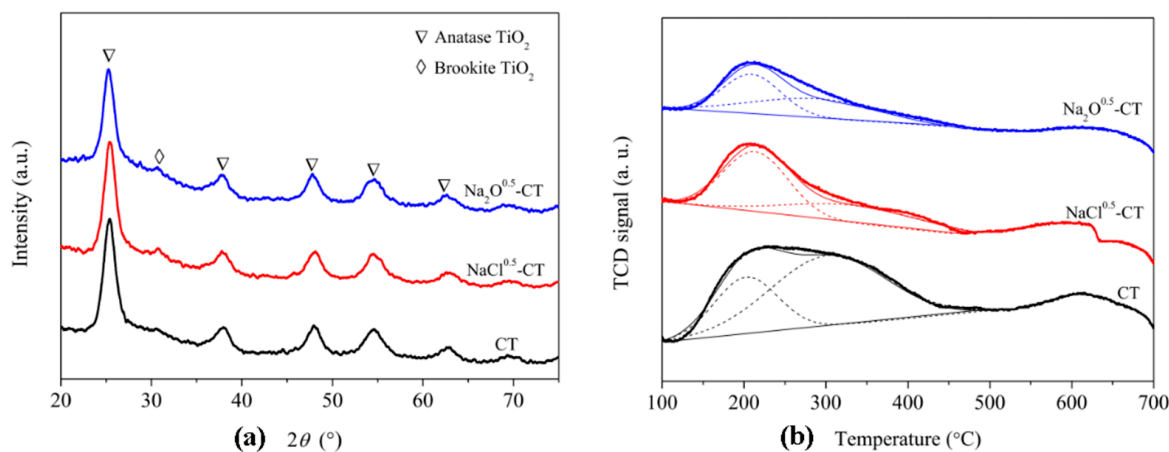 Anatase TiO₂
Brookite TiO₂
Na₂O⁰·⁵-CT
NaCl⁰·⁵-CT
CT
Intensity (a.u.)
20 30 40 50 60 70
(a) 2θ (°)
Na₂O⁰·⁵-CT
NaCl⁰·⁵-CT
CT
TCD signal (a. u.)
100 200 300 400 500 600 700
(b) Temperature (°C)